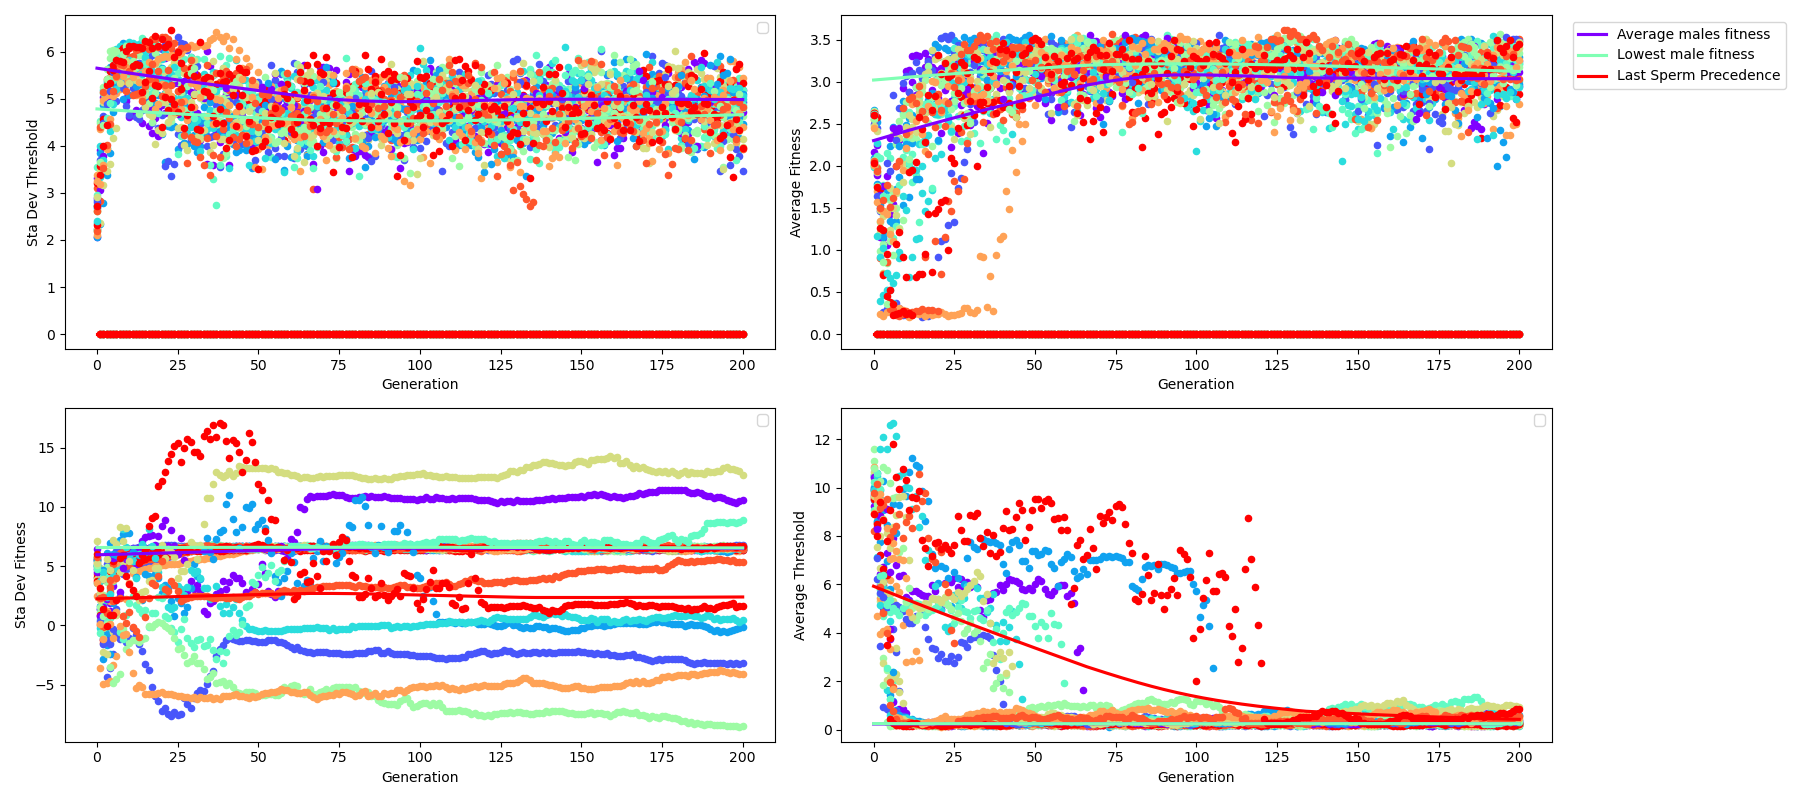 Average males fitness
Lowest male fitness
Last Sperm Precedence
Sta Dev Threshold
6
5
4
3
2
1
0
0 25 50 75 100 125 150 175 200
Generation
Average Fitness
3.5
3.0
2.5
2.0
1.5
1.0
0.5
0.0
0 25 50 75 100 125 150 175 200
Generation
Sta Dev Fitness
15
10
5
0
−5
0 25 50 75 100 125 150 175 200
Generation
Average Threshold
12
10
8
6
4
2
0
0 25 50 75 100 125 150 175 200
Generation